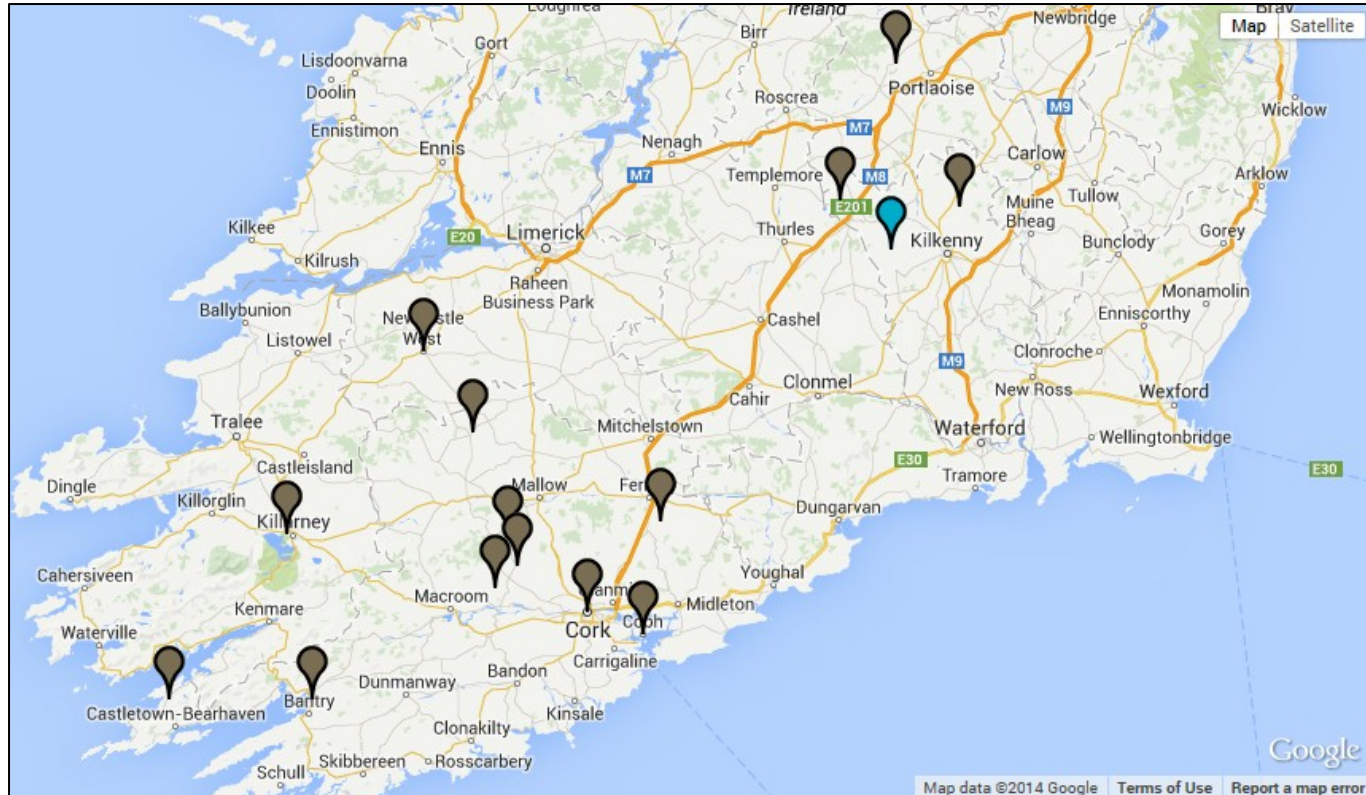 Loughrea
Ireland
Newbridge
Bray
Map
Satellite
Gort
Birr
Lisdoonvarna
Portlaoise
Doolin
Roscrea
M9
Wicklow
Ennistimon
Nenagh
M7
Ennis
M7
Templemore
M8
Carlow
Arklow
Tullow
E201
Muine
Bheag
Kilkee
E20
Limerick
Thurles
Kilkenny
Bunclody
Gorey
Kilrush
Raheen
Business Park
Monamolin
Ballybunion
Cashel
Enniscorthy
West
Listowel
M9
Clonroche
Clonmel
New Ross
Cahir
Wexford
Tralee
Mitchelstown
Waterford
Wellingtonbridge
Castleisland
E30
E30
Dingle
Tramore
Killorglin
Mallow
Dungarvan
Cahersiveen
Youghal
Macroom
Midleton
Kenmare
Waterville
Cork
Carrigaline
Bandon
Dunmanway
Bantry
Castletown-Bearhaven
Kinsale
Clonakilty
Rosscarbery
Skibbereen
Schull
Google
Map data ©2014 Google
Terms of Use
Report a map error